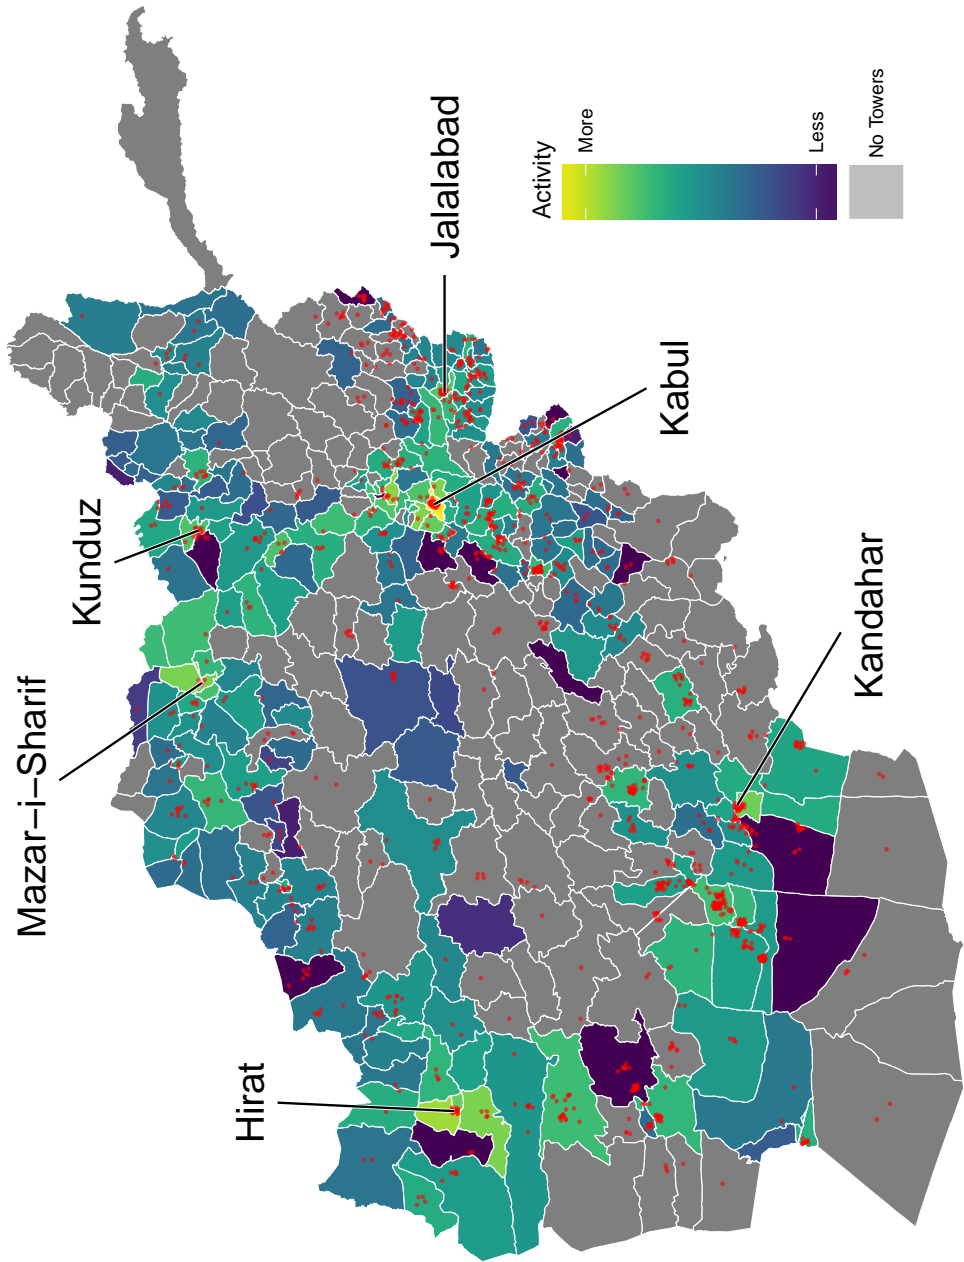 Mazar–i–Sharif
Kunduz
Hirat
Jalalabad
Kabul
Kandahar
Activity
More
Less
No Towers